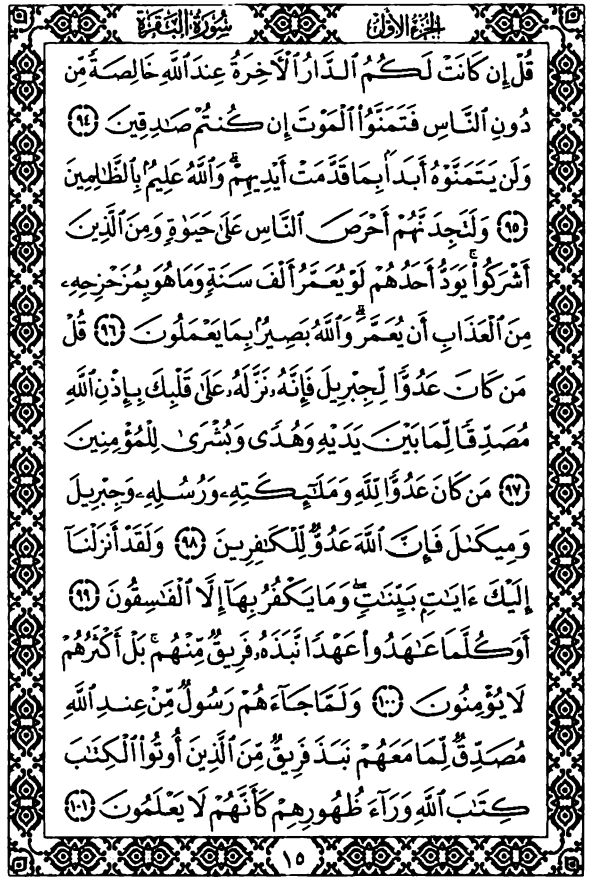 الجزء الأول
سورة البقرة
قُلْ إِن كَانَتْ لَكُمُ ٱلدَّارُ ٱلْـَٔاخِرَةُ عِندَ ٱللَّهِ خَالِصَةً مِّن
دُونِ ٱلنَّاسِ فَتَمَنَّوُا۟ ٱلْمَوْتَ إِن كُنتُمْ صَـٰدِقِينَ ٩٤
وَلَن يَتَمَنَّوْهُ أَبَدًۢا بِمَا قَدَّمَتْ أَيْدِيهِمْ ۗ وَٱللَّهُ عَلِيمٌۢ بِٱلظَّـٰلِمِينَ
٩٥ وَلَتَجِدَنَّهُمْ أَحْرَصَ ٱلنَّاسِ عَلَىٰ حَيَوٰةٍ وَمِنَ ٱلَّذِينَ
أَشْرَكُوا۟ ۚ يَوَدُّ أَحَدُهُمْ لَوْ يُعَمَّرُ أَلْفَ سَنَةٍ وَمَا هُوَ بِمُزَحْزِحِهِۦ
مِنَ ٱلْعَذَابِ أَن يُعَمَّرَ ۗ وَٱللَّهُ بَصِيرٌۢ بِمَا يَعْمَلُونَ ٩٦ قُلْ
مَن كَانَ عَدُوًّا لِّجِبْرِيلَ فَإِنَّهُۥ نَزَّلَهُۥ عَلَىٰ قَلْبِكَ بِإِذْنِ ٱللَّهِ
مُصَدِّقًا لِّمَا بَيْنَ يَدَيْهِ وَهُدًى وَبُشْرَىٰ لِلْمُؤْمِنِينَ
٩٧ مَن كَانَ عَدُوًّا لِّلَّهِ وَمَلَـٰٓئِكَتِهِۦ وَرُسُلِهِۦ وَجِبْرِيلَ
وَمِيكَىٰلَ فَإِنَّ ٱللَّهَ عَدُوٌّ لِّلْكَـٰفِرِينَ ٩٨ وَلَقَدْ أَنزَلْنَآ
إِلَيْكَ ءَايَـٰتٍۭ بَيِّنَـٰتٍ ۖ وَمَا يَكْفُرُ بِهَآ إِلَّا ٱلْفَـٰسِقُونَ ٩٩
أَوَكُلَّمَا عَـٰهَدُوا۟ عَهْدًا نَّبَذَهُۥ فَرِيقٌ مِّنْهُم ۚ بَلْ أَكْثَرُهُمْ
لَا يُؤْمِنُونَ ١٠٠ وَلَمَّا جَآءَهُمْ رَسُولٌ مِّنْ عِندِ ٱللَّهِ
مُصَدِّقٌ لِّمَا مَعَهُمْ نَبَذَ فَرِيقٌ مِّنَ ٱلَّذِينَ أُوتُوا۟ ٱلْكِتَـٰبَ
كِتَـٰبَ ٱللَّهِ وَرَآءَ ظُهُورِهِمْ كَأَنَّهُمْ لَا يَعْلَمُونَ ١٠١
١٥